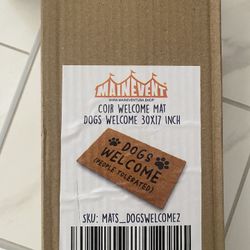 MAINEVENT
WWW.MAINEVENTUSA.SHOP
COIR WELCOME MAT
DOGS WELCOME 30X17 INCH
DOGS
WELCOME
(PEOPLE TOLERATED)
SKU: MATS_DOGSWELCOME2